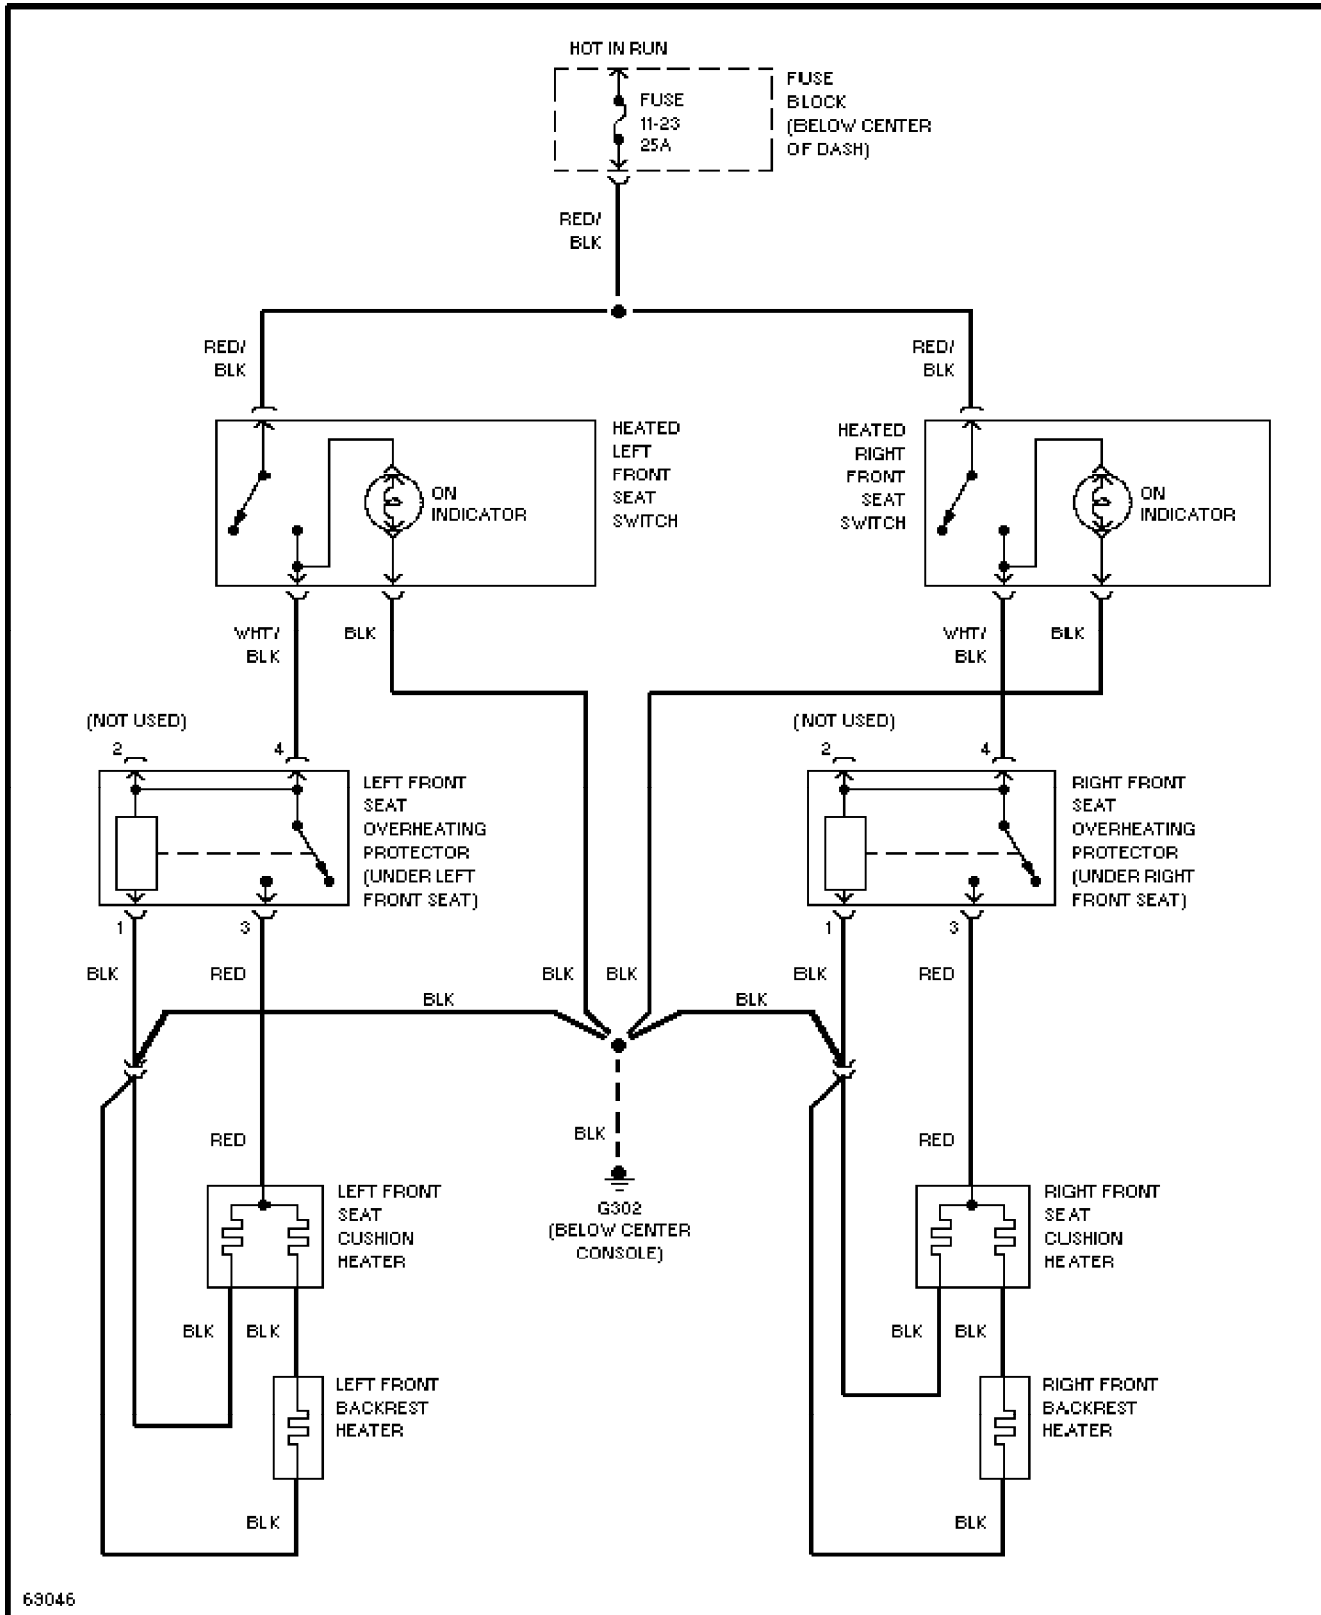 HOT IN RUN
FUSE
11-23
25A
FUSE
BLOCK
(BELOW CENTER
OF DASH)
RED/
BLK
RED/
BLK
RED/
BLK
HEATED
LEFT
FRONT
SEAT
SWITCH
ON
INDICATOR
HEATED
RIGHT
FRONT
SEAT
SWITCH
ON
INDICATOR
WHT/
BLK
BLK
WHT/
BLK
BLK
(NOT USED)
2
4
(NOT USED)
2
4
LEFT FRONT
SEAT
OVERHEATING
PROTECTOR
(UNDER LEFT
FRONT SEAT)
RIGHT FRONT
SEAT
OVERHEATING
PROTECTOR
(UNDER RIGHT
FRONT SEAT)
1
3
1
3
BLK
RED
BLK
BLK
BLK
RED
BLK
BLK
RED
BLK
RED
G302
(BELOW CENTER
CONSOLE)
LEFT FRONT
SEAT
CUSHION
HEATER
RIGHT FRONT
SEAT
CUSHION
HEATER
BLK
BLK
BLK
BLK
LEFT FRONT
BACKREST
HEATER
RIGHT FRONT
BACKREST
HEATER
BLK
BLK
69046